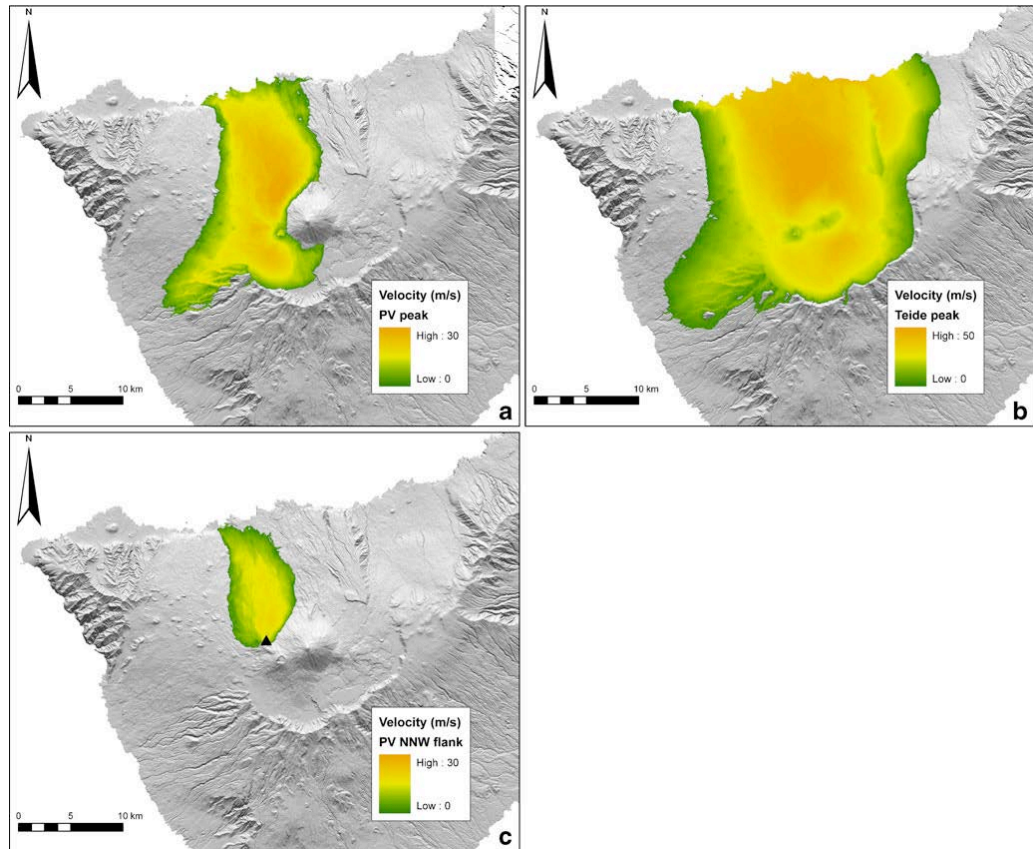 N
Velocity (m/s)
PV peak
High : 30
Low : 0
0 5 10 km
a
N
Velocity (m/s)
Teide peak
High : 50
Low : 0
0 5 10 km
b
N
Velocity (m/s)
PV NNW flank
High : 30
Low : 0
0 5 10 km
c